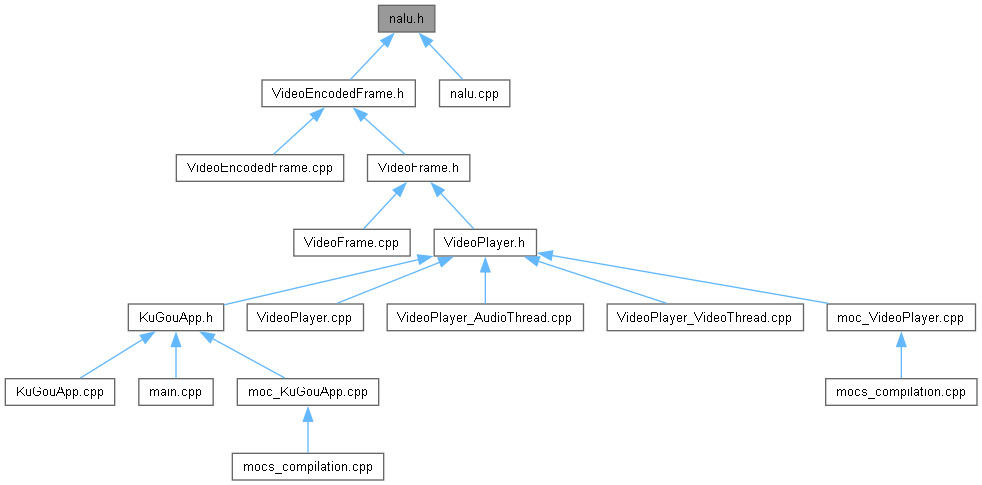 nalu.h
VideoEncodedFrame.h
nalu.cpp
VideoEncodedFrame.cpp
VideoFrame.h
VideoFrame.cpp
VideoPlayer.h
KuGouApp.h
VideoPlayer.cpp
VideoPlayer_AudioThread.cpp
VideoPlayer_VideoThread.cpp
moc_VideoPlayer.cpp
KuGouApp.cpp
main.cpp
moc_KuGouApp.cpp
mocs_compilation.cpp
mocs_compilation.cpp